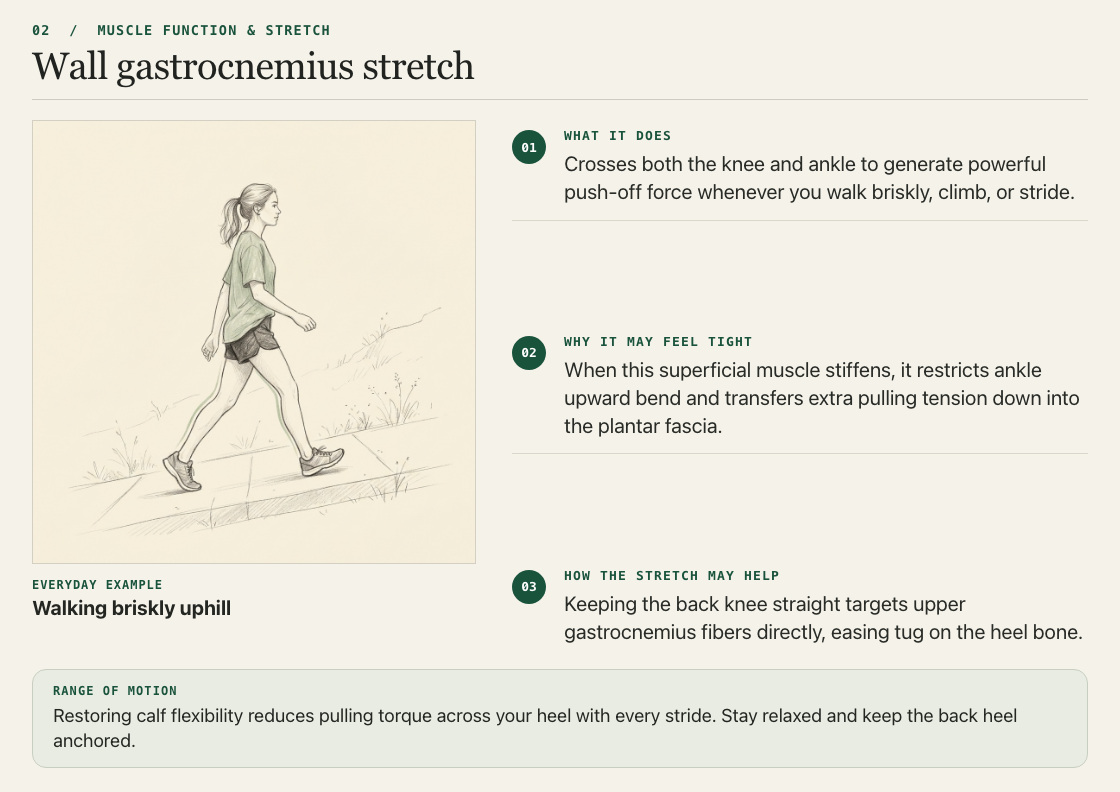 02 / MUSCLE FUNCTION & STRETCH
Wall gastrocnemius stretch
EVERYDAY EXAMPLE
Walking briskly uphill
01
WHAT IT DOES
Crosses both the knee and ankle to generate powerful
push-off force whenever you walk briskly, climb, or stride.
02
WHY IT MAY FEEL TIGHT
When this superficial muscle stiffens, it restricts ankle
upward bend and transfers extra pulling tension down into
the plantar fascia.
03
HOW THE STRETCH MAY HELP
Keeping the back knee straight targets upper
gastrocnemius fibers directly, easing tug on the heel bone.
RANGE OF MOTION
Restoring calf flexibility reduces pulling torque across your heel with every stride. Stay relaxed and keep the back heel
anchored.